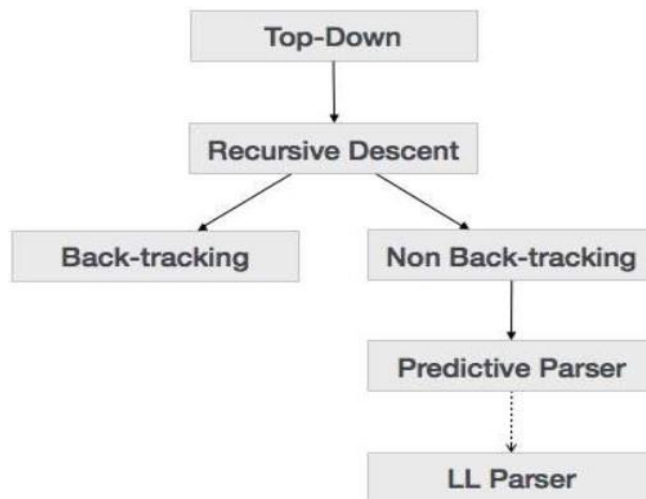 Top-Down
Recursive Descent
Back-tracking
Non Back-tracking
Predictive Parser
LL Parser